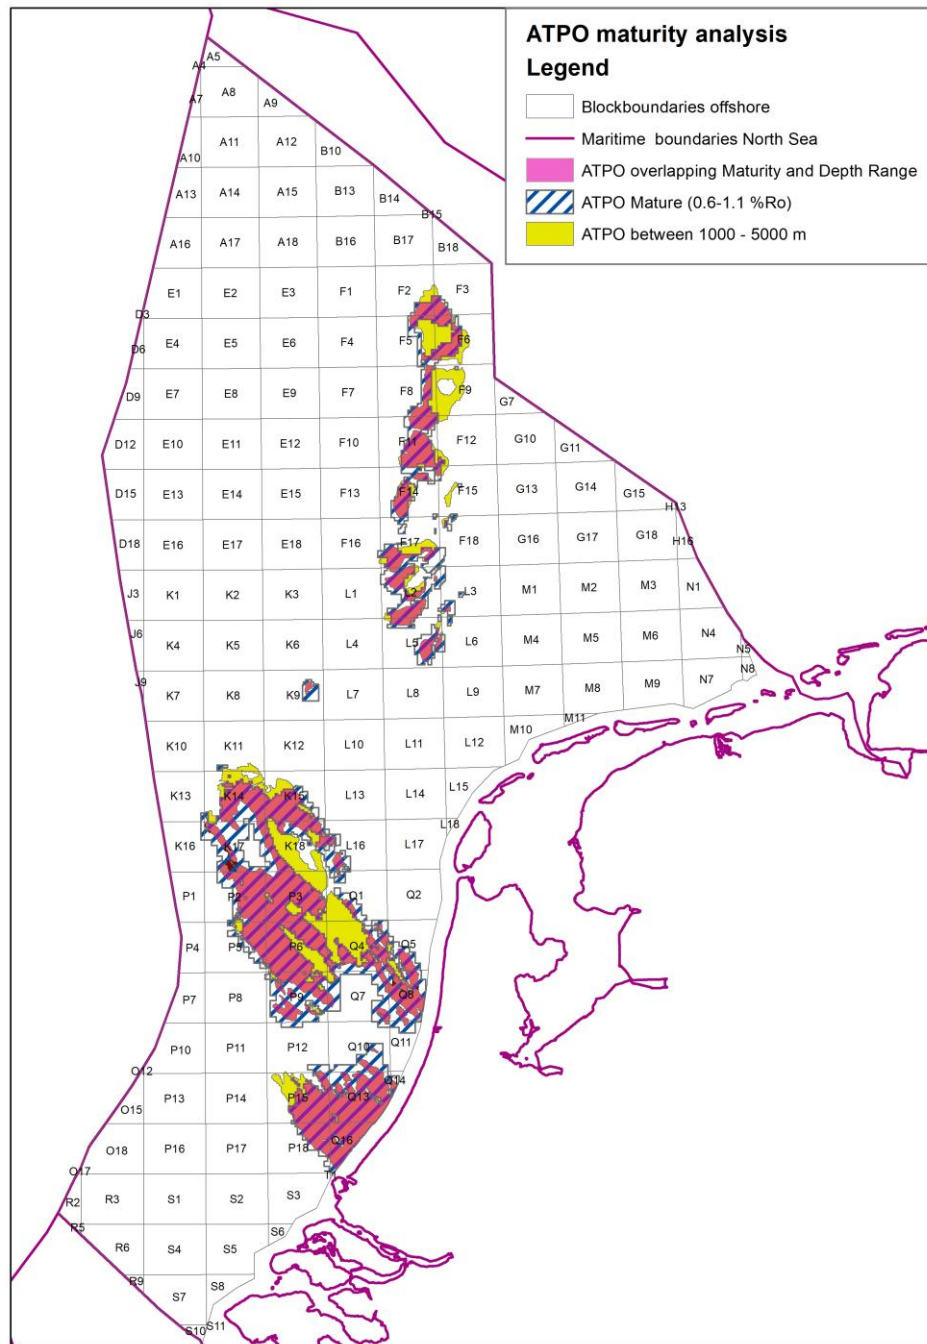 ATPO maturity analysis
Legend
Blockboundaries offshore
Maritime boundaries North Sea
ATPO overlapping Maturity and Depth Range
ATPO Mature (0.6-1.1 %Ro)
ATPO between 1000 - 5000 m
A5
A4
A7 A8 A9
A10 A11 A12 B10
A13 A14 A15 B13 B14
B15
A16 A17 A18 B16 B17 B18
E1 E2 E3 F1 F2 F3
D3
D6 E4 E5 E6 F4 F5 F6
D9 E7 E8 E9 F7 F8 F9 G7
D12 E10 E11 E12 F10 F11 F12 G10 G11
D15 E13 E14 E15 F13 F14 F15 G13 G14 G15
H13
D18 E16 E17 E18 F16 F17 F18 G16 G17 G18 H16
J3 K1 K2 K3 L1 L2 L3 M1 M2 M3 N1
J6 K4 K5 K6 L4 L5 L6 M4 M5 M6 N4
N5
J9 K7 K8 K9 L7 L8 L9 M7 M8 M9 N7 N8
K10 K11 K12 L10 L11 L12 M10 M11
K13 K14 K15 L13 L14 L15
L18
K16 K17 K18 L16 L17
P1 P2 P3 Q1 Q2
P4 P5 P6 Q4 Q5
P7 P8 P9 Q7 Q8
P10 P11 P12 Q10 Q11
O12 Q14
O15 P13 P14 P15 Q13
O18 P16 P17 P18 Q16
O17 T1
R2 R3 S1 S2 S3
R5 S6
R6 S4 S5
R9 S7 S8
S10 S11